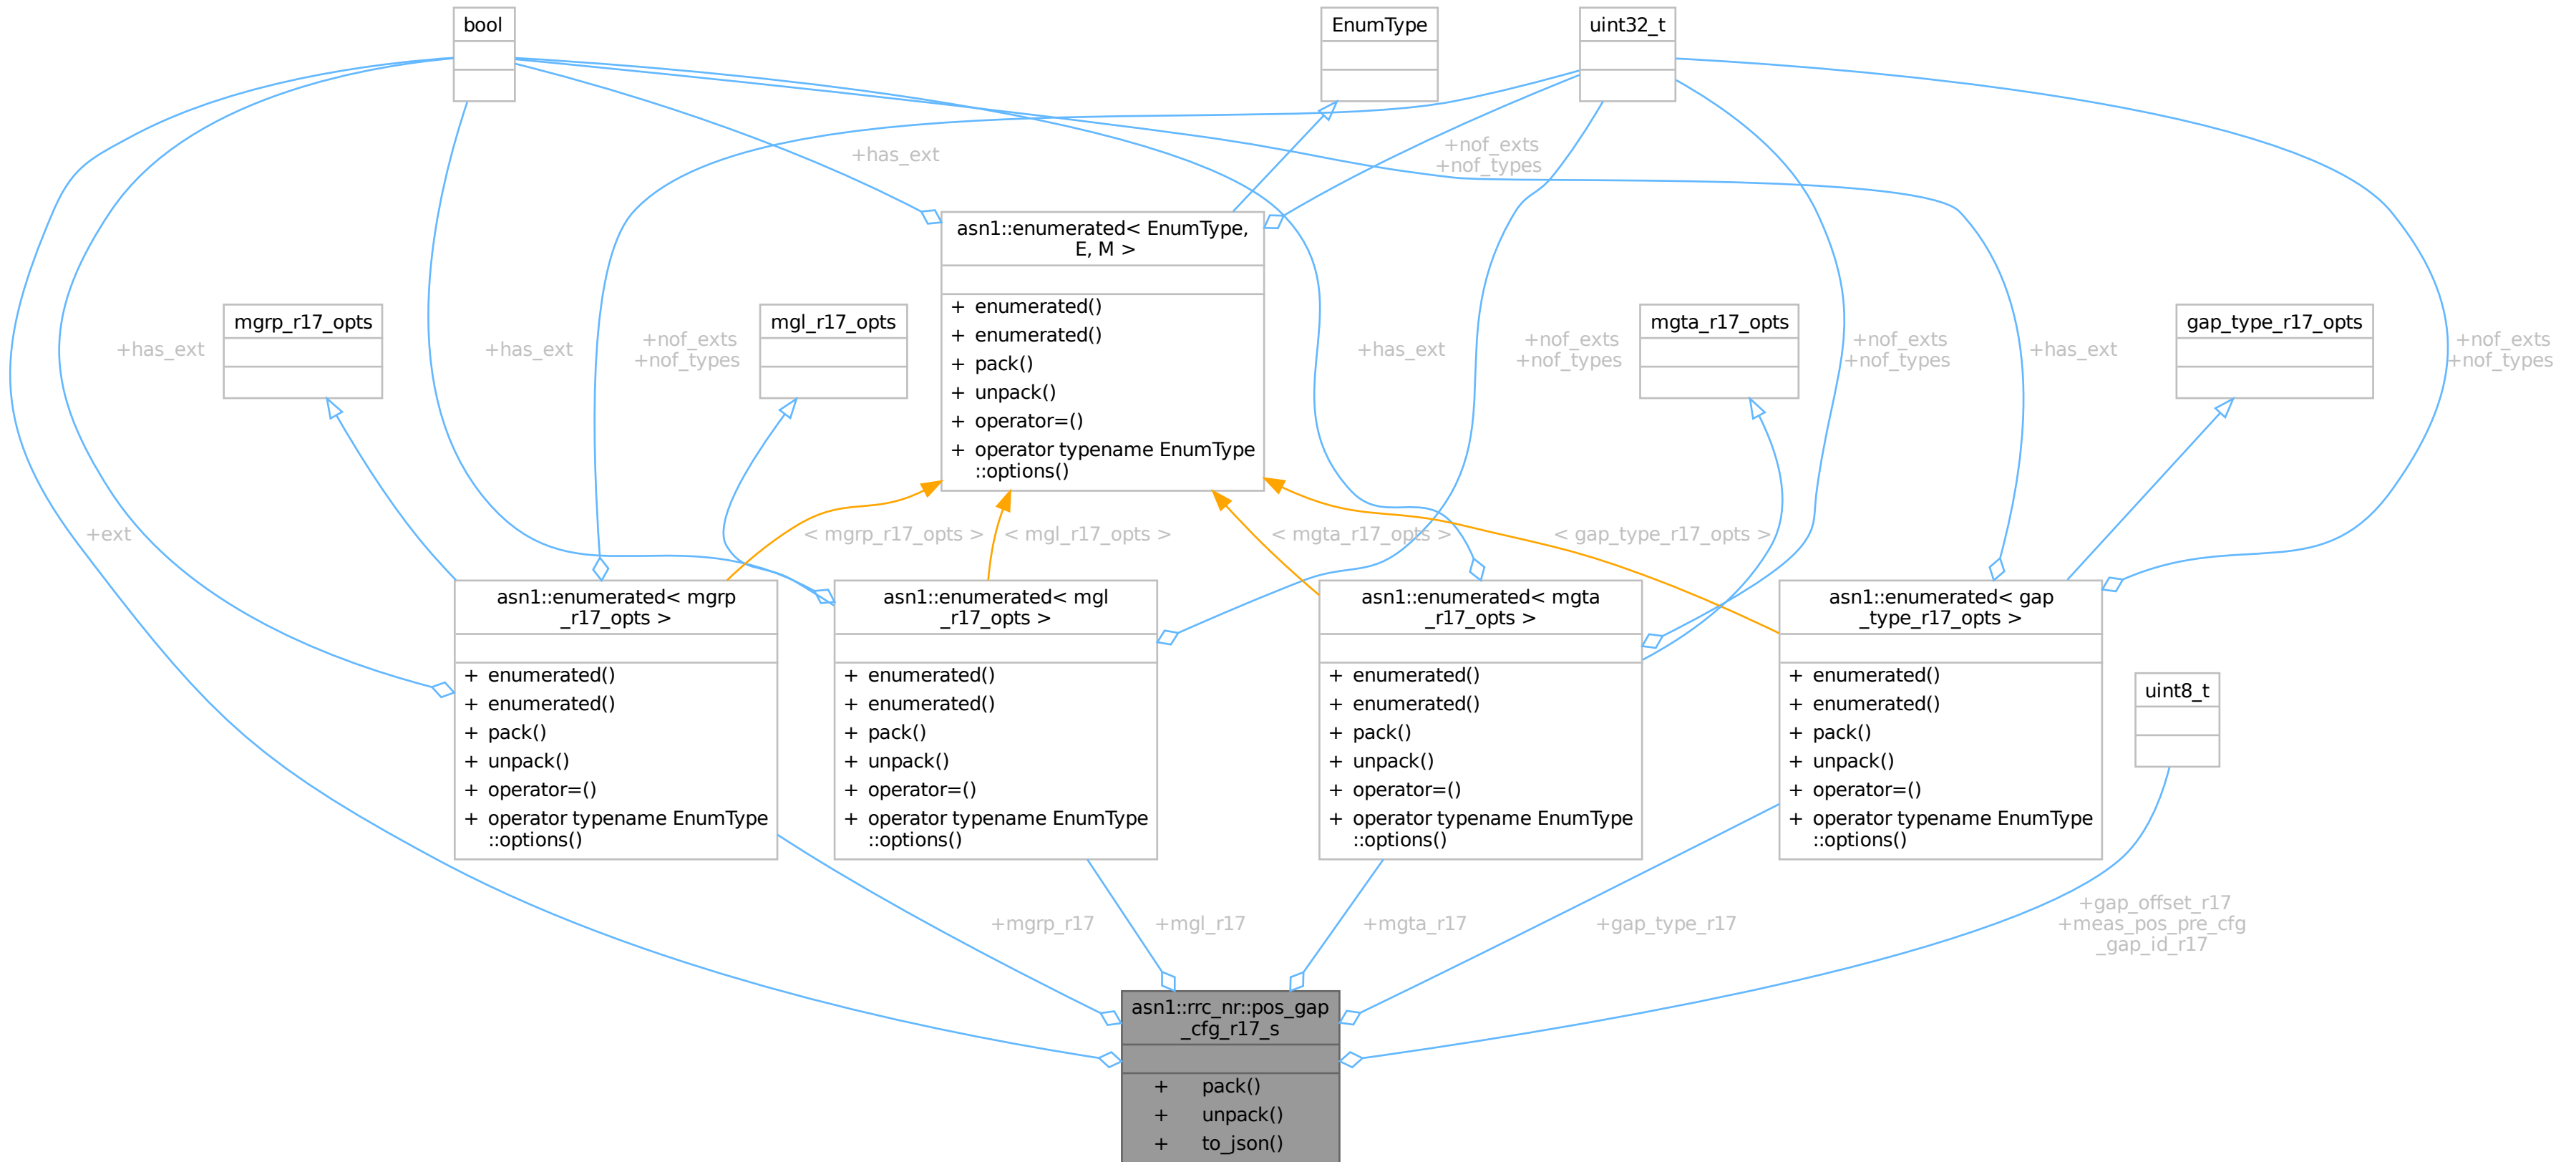 bool
EnumType
uint32_t
+has_ext
+nof_exts
+nof_types
asn1::enumerated< EnumType,
E, M >
+ enumerated()
+ enumerated()
+ pack()
+ unpack()
+ operator=()
+ operator typename EnumType
::options()
mgrp_r17_opts
mgl_r17_opts
mgta_r17_opts
gap_type_r17_opts
+has_ext
+has_ext
+nof_exts
+nof_types
+has_ext
+nof_exts
+nof_types
+nof_exts
+nof_types
+has_ext
+nof_exts
+nof_types
+ext
< mgrp_r17_opts >
< mgl_r17_opts >
< mgta_r17_opts >
< gap_type_r17_opts >
asn1::enumerated< mgrp
_r17_opts >
+ enumerated()
+ enumerated()
+ pack()
+ unpack()
+ operator=()
+ operator typename EnumType
::options()
asn1::enumerated< mgl
_r17_opts >
+ enumerated()
+ enumerated()
+ pack()
+ unpack()
+ operator=()
+ operator typename EnumType
::options()
asn1::enumerated< mgta
_r17_opts >
+ enumerated()
+ enumerated()
+ pack()
+ unpack()
+ operator=()
+ operator typename EnumType
::options()
asn1::enumerated< gap
_type_r17_opts >
+ enumerated()
+ enumerated()
+ pack()
+ unpack()
+ operator=()
+ operator typename EnumType
::options()
uint8_t
+mgrp_r17
+mgl_r17
+mgta_r17
+gap_type_r17
+gap_offset_r17
+meas_pos_pre_cfg
_gap_id_r17
asn1::rrc_nr::pos_gap
_cfg_r17_s
+ pack()
+ unpack()
+ to_json()